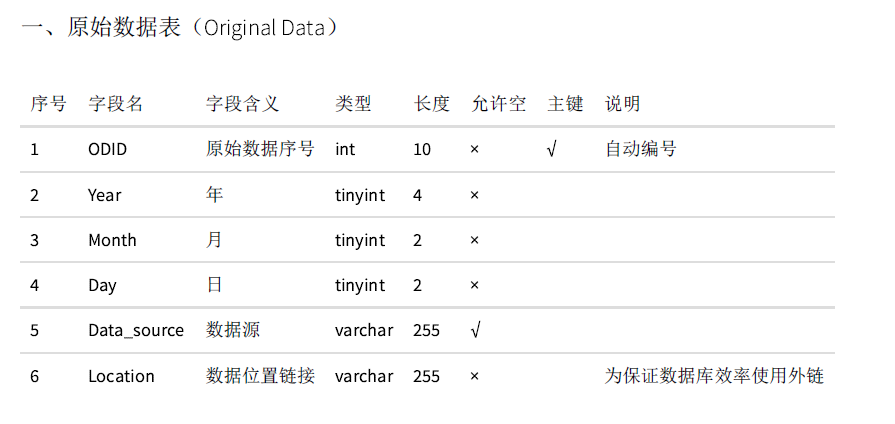 一、原始数据表（Original Data）
序号 字段名 字段含义 类型 长度 允许空 主键 说明
1 ODID 原始数据序号 int 10 × √ 自动编号
2 Year 年 tinyint 4 ×
3 Month 月 tinyint 2 ×
4 Day 日 tinyint 2 ×
5 Data_source 数据源 varchar 255 √
6 Location 数据位置链接 varchar 255 × 为保证数据库效率使用外链